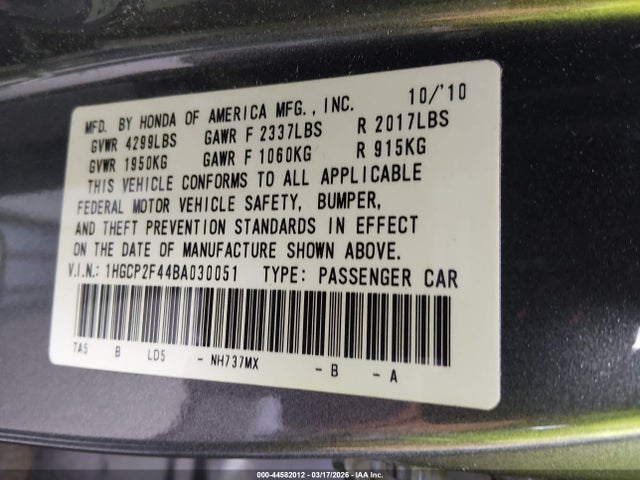 MFD. BY HONDA OF AMERICA MFG., INC. 10/'10
GVWR 4299LBS GAWR F 2337LBS R 2017LBS
GVWR 1950KG GAWR F 1060KG R 915KG
THIS VEHICLE CONFORMS TO ALL APPLICABLE
FEDERAL MOTOR VEHICLE SAFETY, BUMPER,
AND THEFT PREVENTION STANDARDS IN EFFECT
ON THE DATE OF MANUFACTURE SHOWN ABOVE.
V.I.N.: 1HGCP2F44BA030051 TYPE: PASSENGER CAR
TA5 B LD5 - NH737MX - B - A
000-44582012 - 03/17/2026 - IAAI.COM